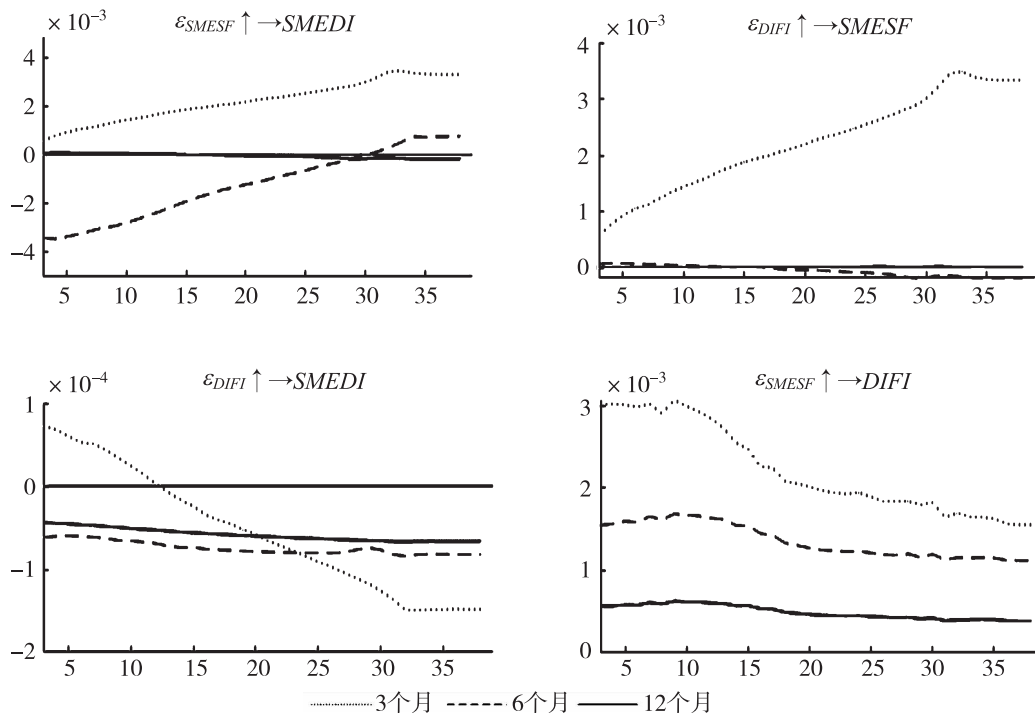 × 10⁻³ ε_SMESF ↑ →SMEDI
4
2
0
−2
−4
5 10 15 20 25 30 35
× 10⁻³ ε_DIFI ↑ →SMESF
4
3
2
1
0
5 10 15 20 25 30 35
× 10⁻⁴ ε_DIFI ↑ →SMEDI
1
0
−1
−2
5 10 15 20 25 30 35
× 10⁻³ ε_SMESF ↑ →DIFI
3
2
1
0
5 10 15 20 25 30 35
3个月 6个月 12个月